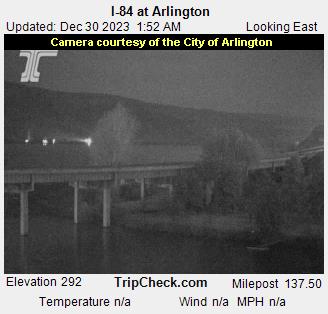 I-84 at Arlington
Updated: Dec 30 2023 1:52 AM Looking East
Camera courtesy of the City of Arlington
Elevation 292 TripCheck.com Milepost 137.50
Temperature n/a Wind n/a MPH n/a